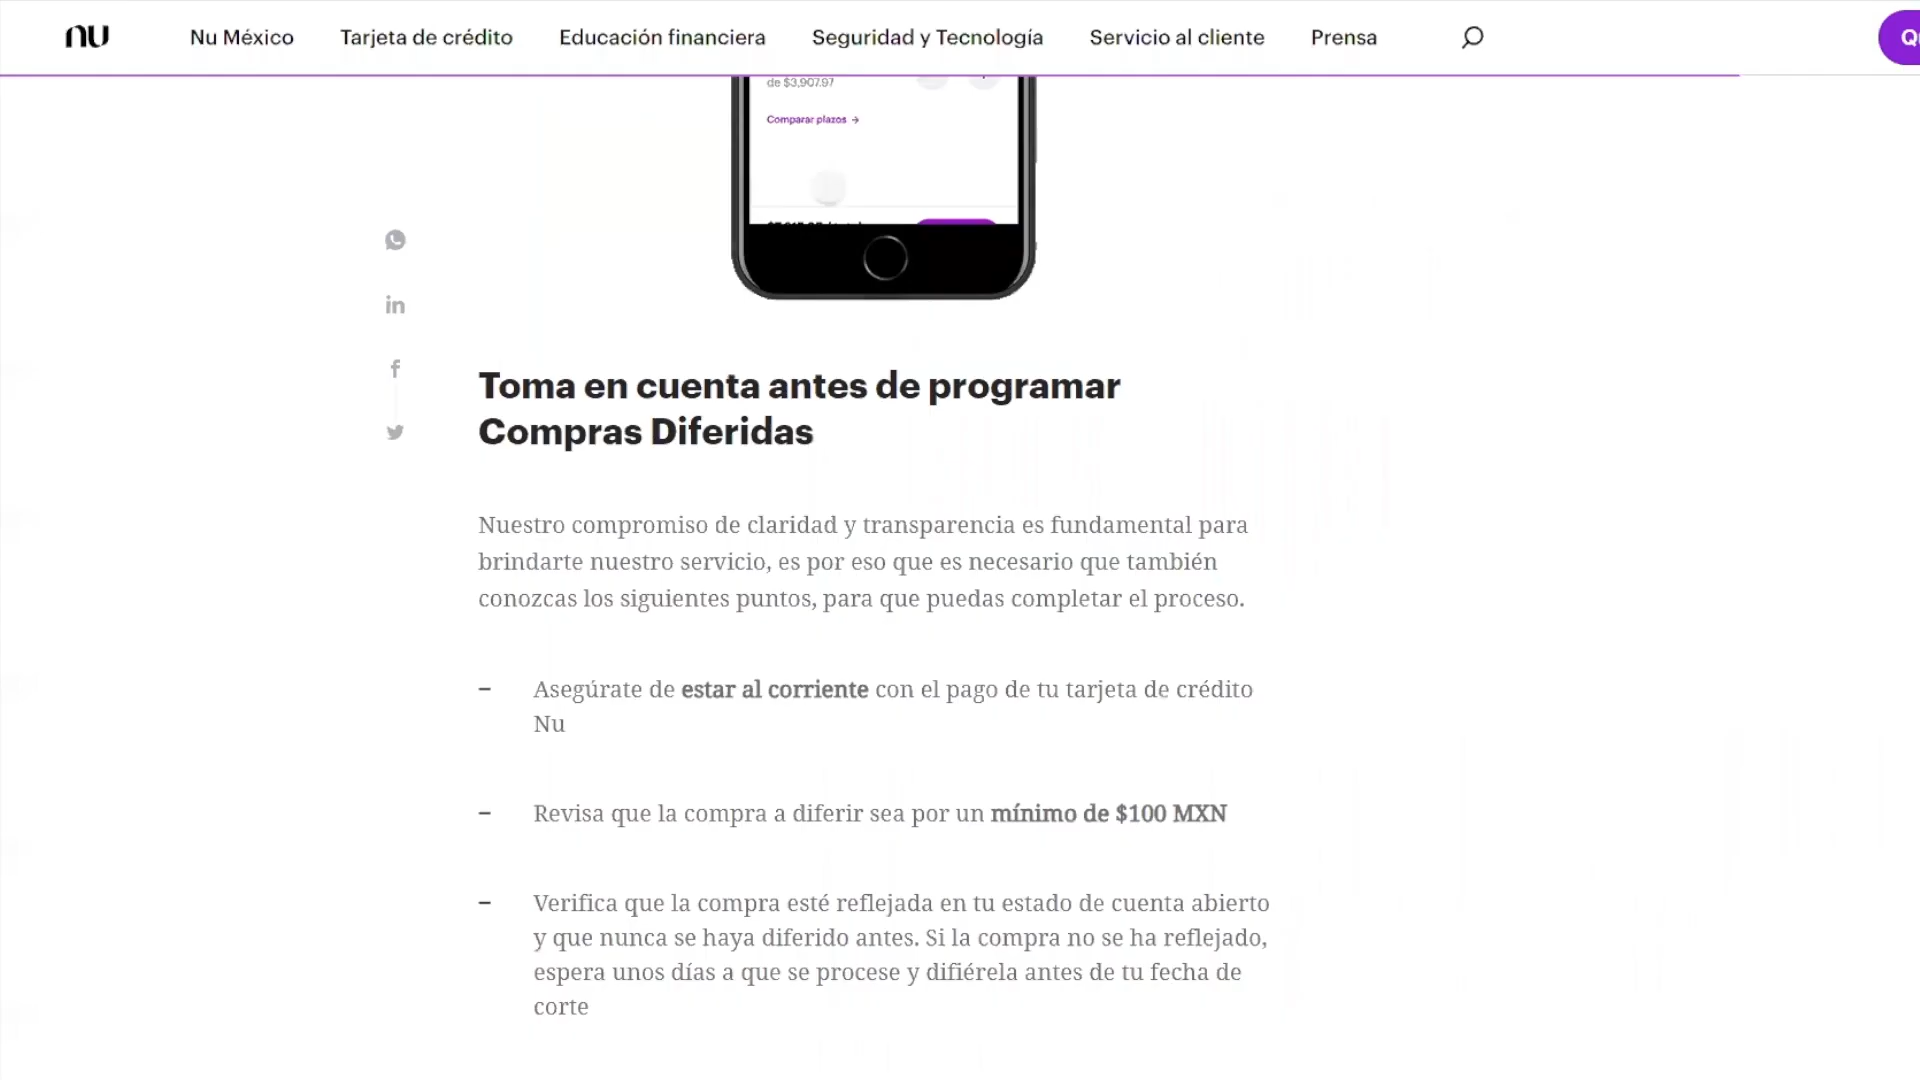 nu Nu México Tarjeta de crédito Educación financiera Seguridad y Tecnología Servicio al cliente Prensa
de $3,907.97
Comparar plazos →
Toma en cuenta antes de programar
Compras Diferidas
Nuestro compromiso de claridad y transparencia es fundamental para
brindarte nuestro servicio, es por eso que es necesario que también
conozcas los siguientes puntos, para que puedas completar el proceso.
– Asegúrate de estar al corriente con el pago de tu tarjeta de crédito
Nu
– Revisa que la compra a diferir sea por un mínimo de $100 MXN
– Verifica que la compra esté reflejada en tu estado de cuenta abierto
y que nunca se haya diferido antes. Si la compra no se ha reflejado,
espera unos días a que se procese y difiérela antes de tu fecha de
corte